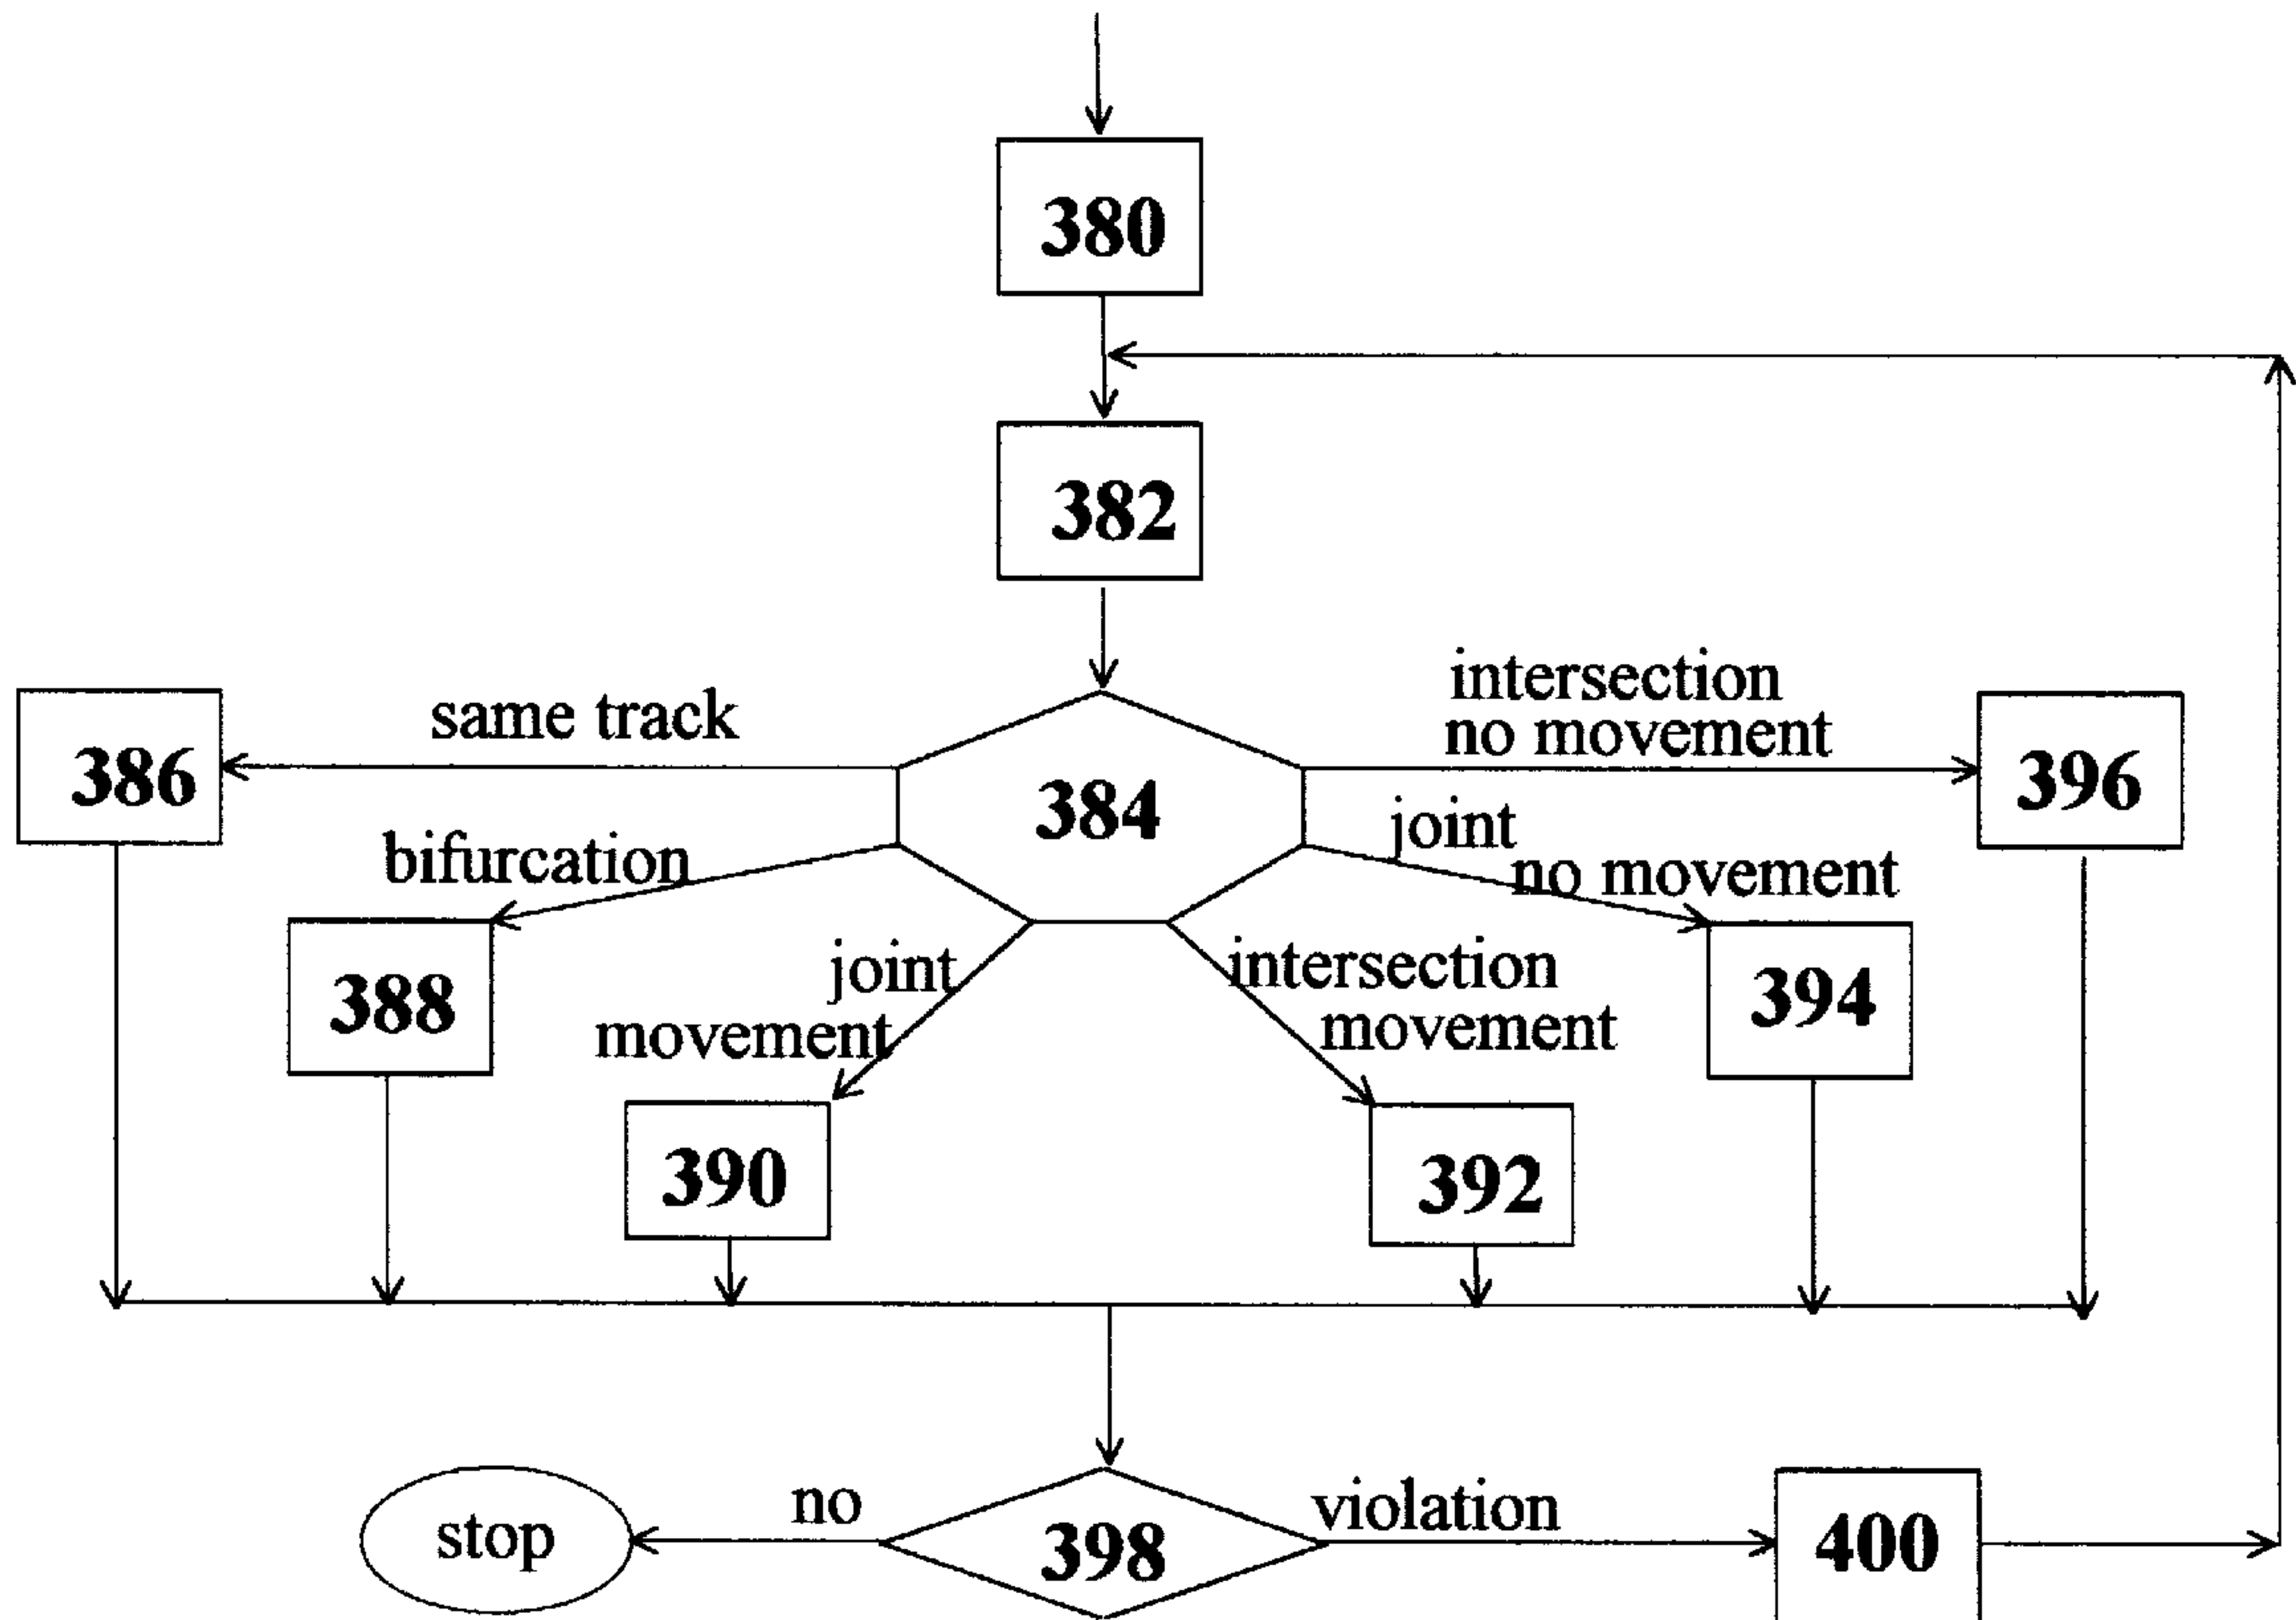 380
382
intersection
same track
no movement
386
384
396
joint
bifurcation
no movement
388
joint
intersection
394
movement
movement
390
392
no
violation
stop
398
400